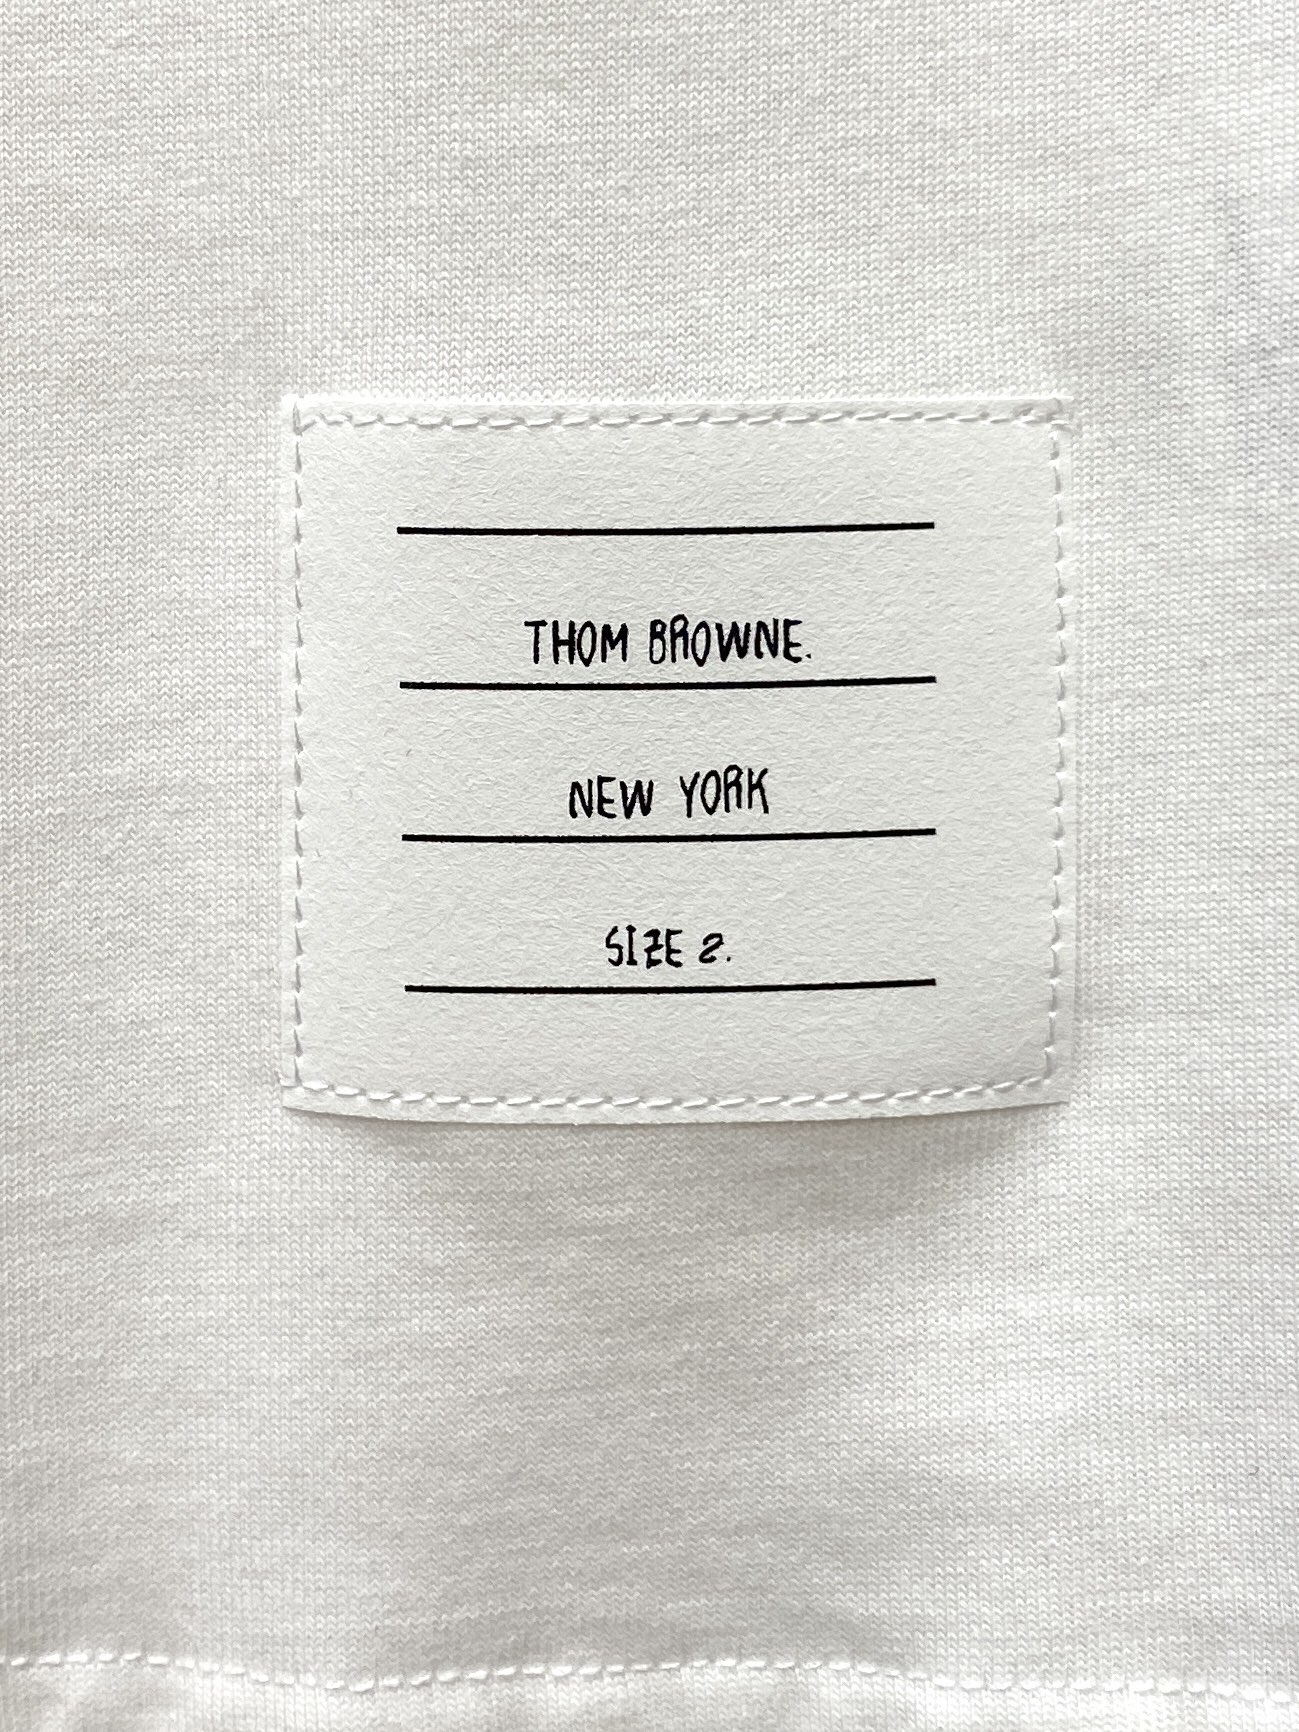 THOM BROWNE.
NEW YORK
SIZE 2.